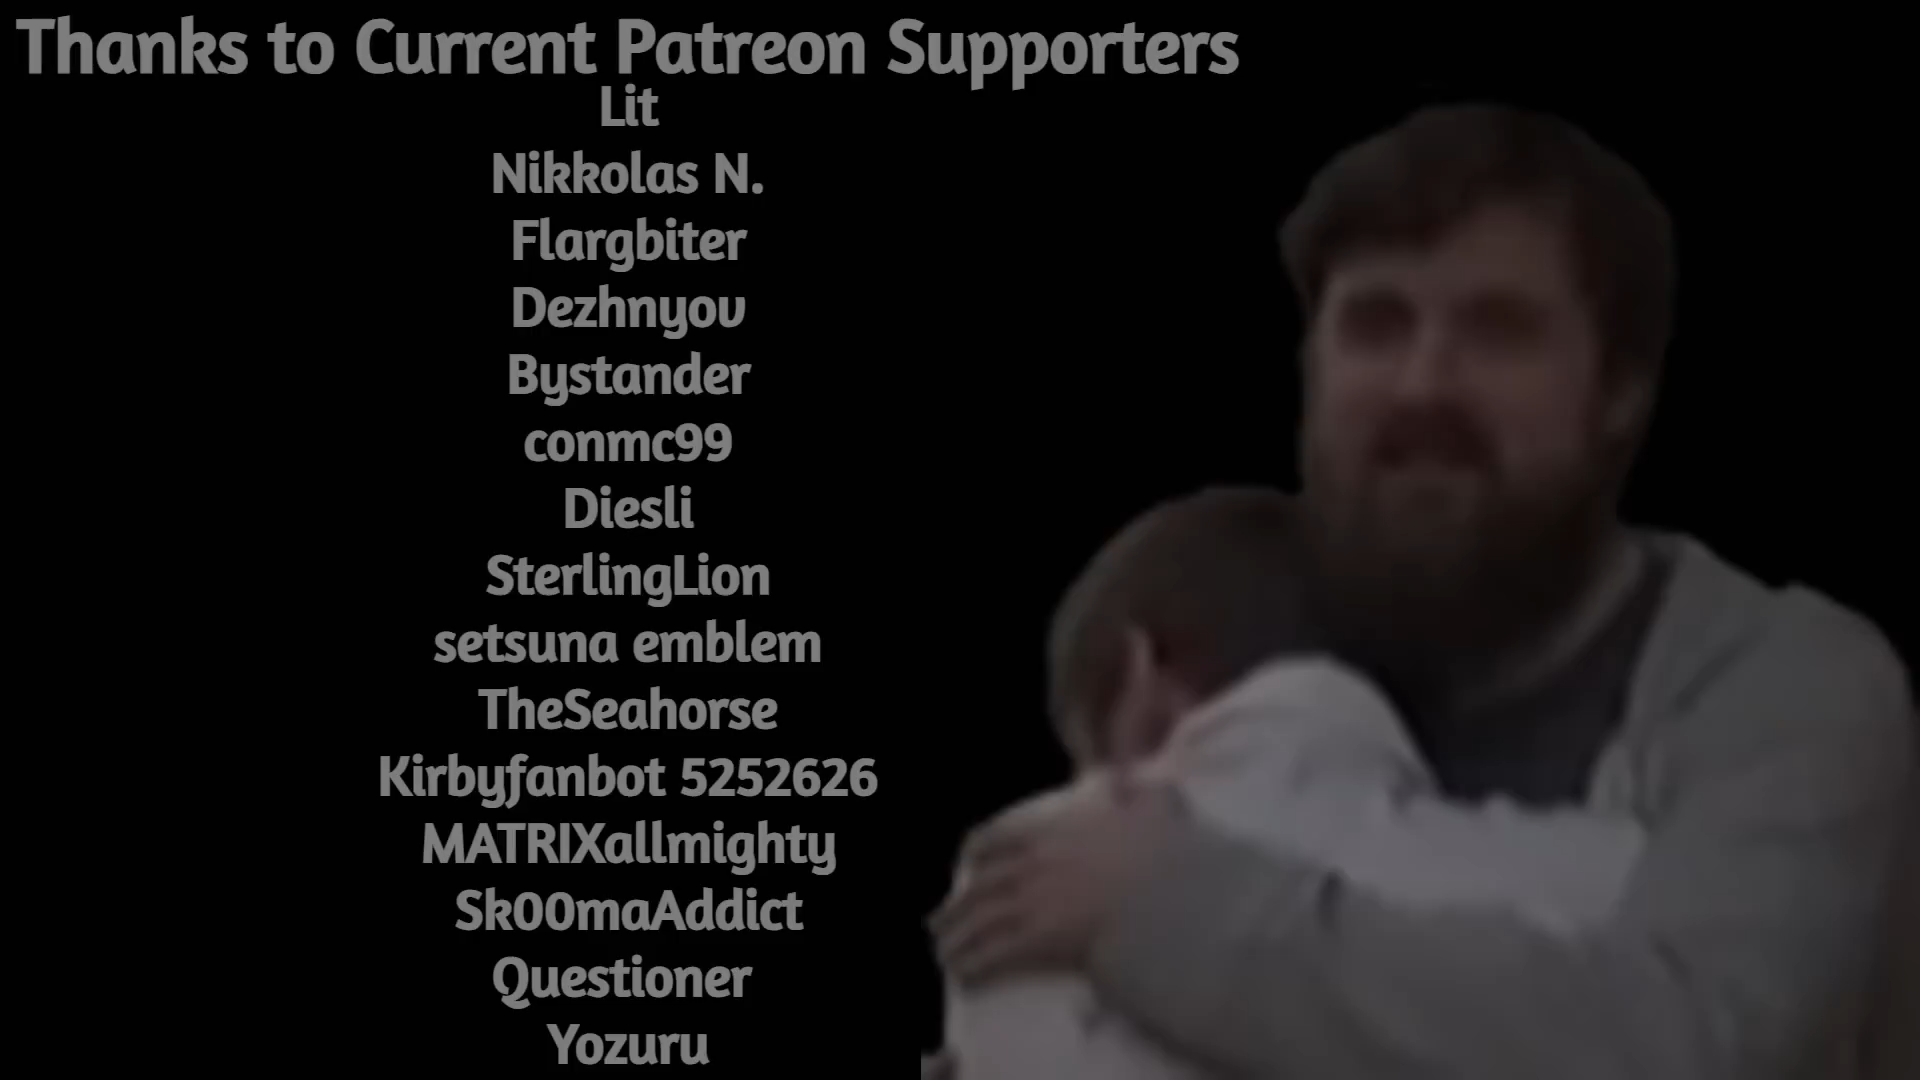 Thanks to Current Patreon Supporters
Lit
Nikkolas N.
Flargbiter
Dezhnyov
Bystander
conmc99
Diesli
SterlingLion
setsuna emblem
TheSeahorse
Kirbyfanbot 5252626
MATRIXallmighty
Sk00maAddict
Questioner
Yozuru